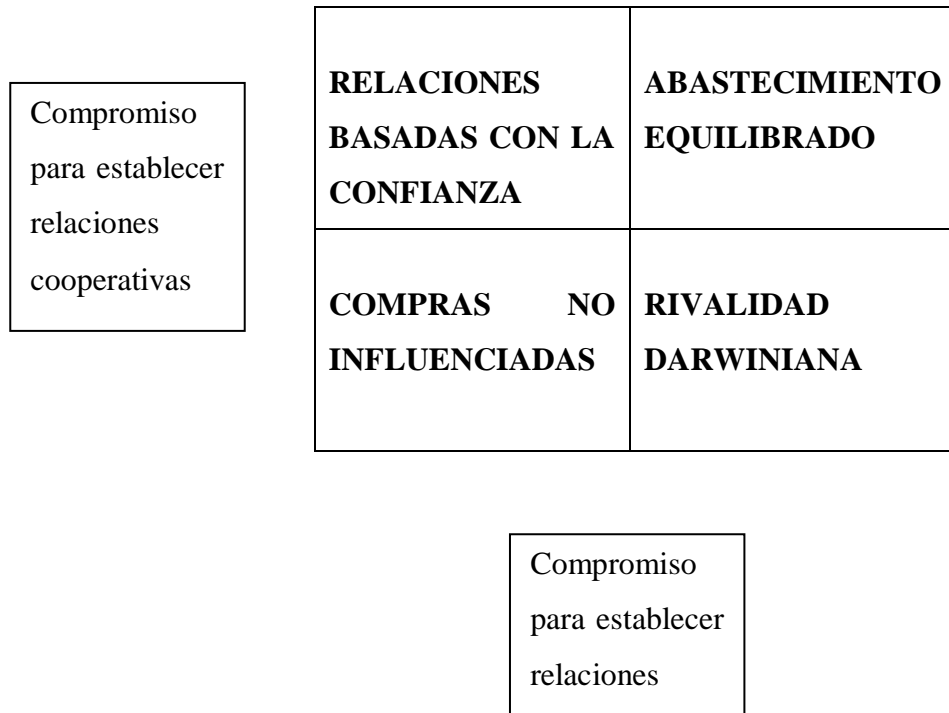 Compromiso
para establecer
relaciones
cooperativas
RELACIONES
BASADAS CON LA
CONFIANZA
ABASTECIMIENTO
EQUILIBRADO
COMPRAS NO
INFLUENCIADAS
RIVALIDAD
DARWINIANA
Compromiso
para establecer
relaciones